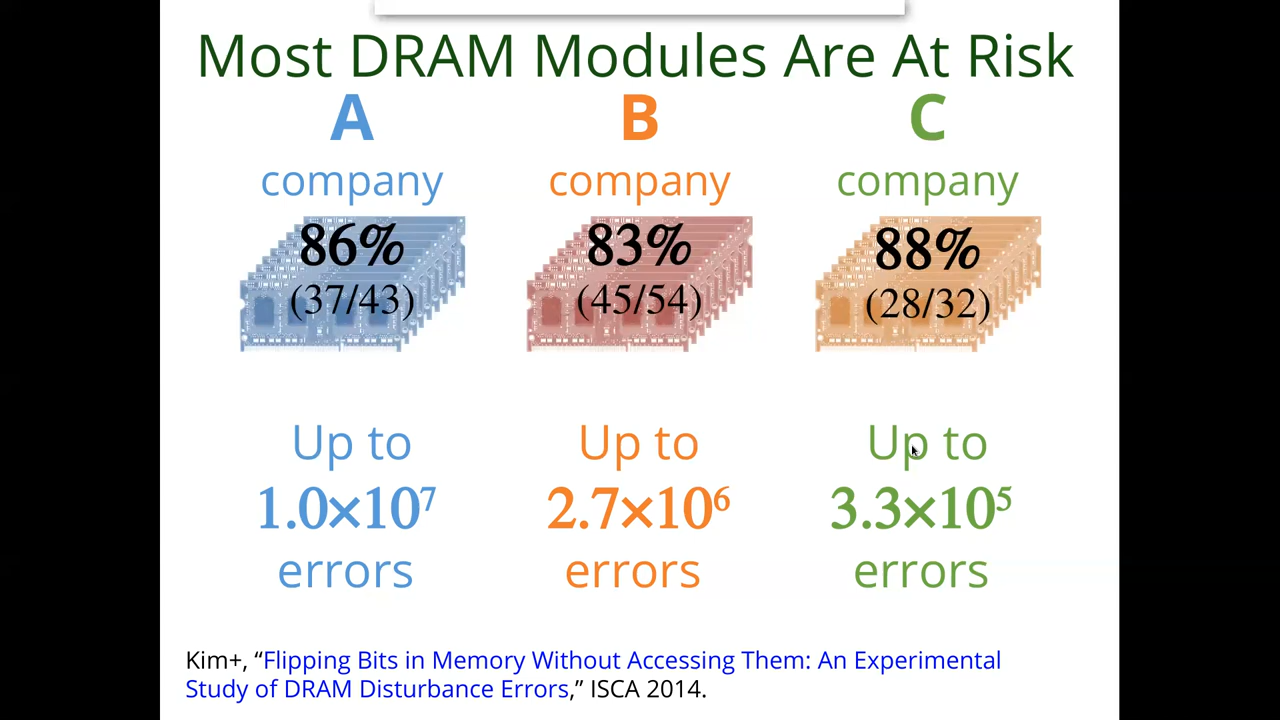 Most DRAM Modules Are At Risk
A B C
company company company
86% 83% 88%
(37/43) (45/54) (28/32)
Up to Up to Up to
1.0×10⁷ 2.7×10⁶ 3.3×10⁵
errors errors errors
Kim+, “Flipping Bits in Memory Without Accessing Them: An Experimental
Study of DRAM Disturbance Errors,” ISCA 2014.